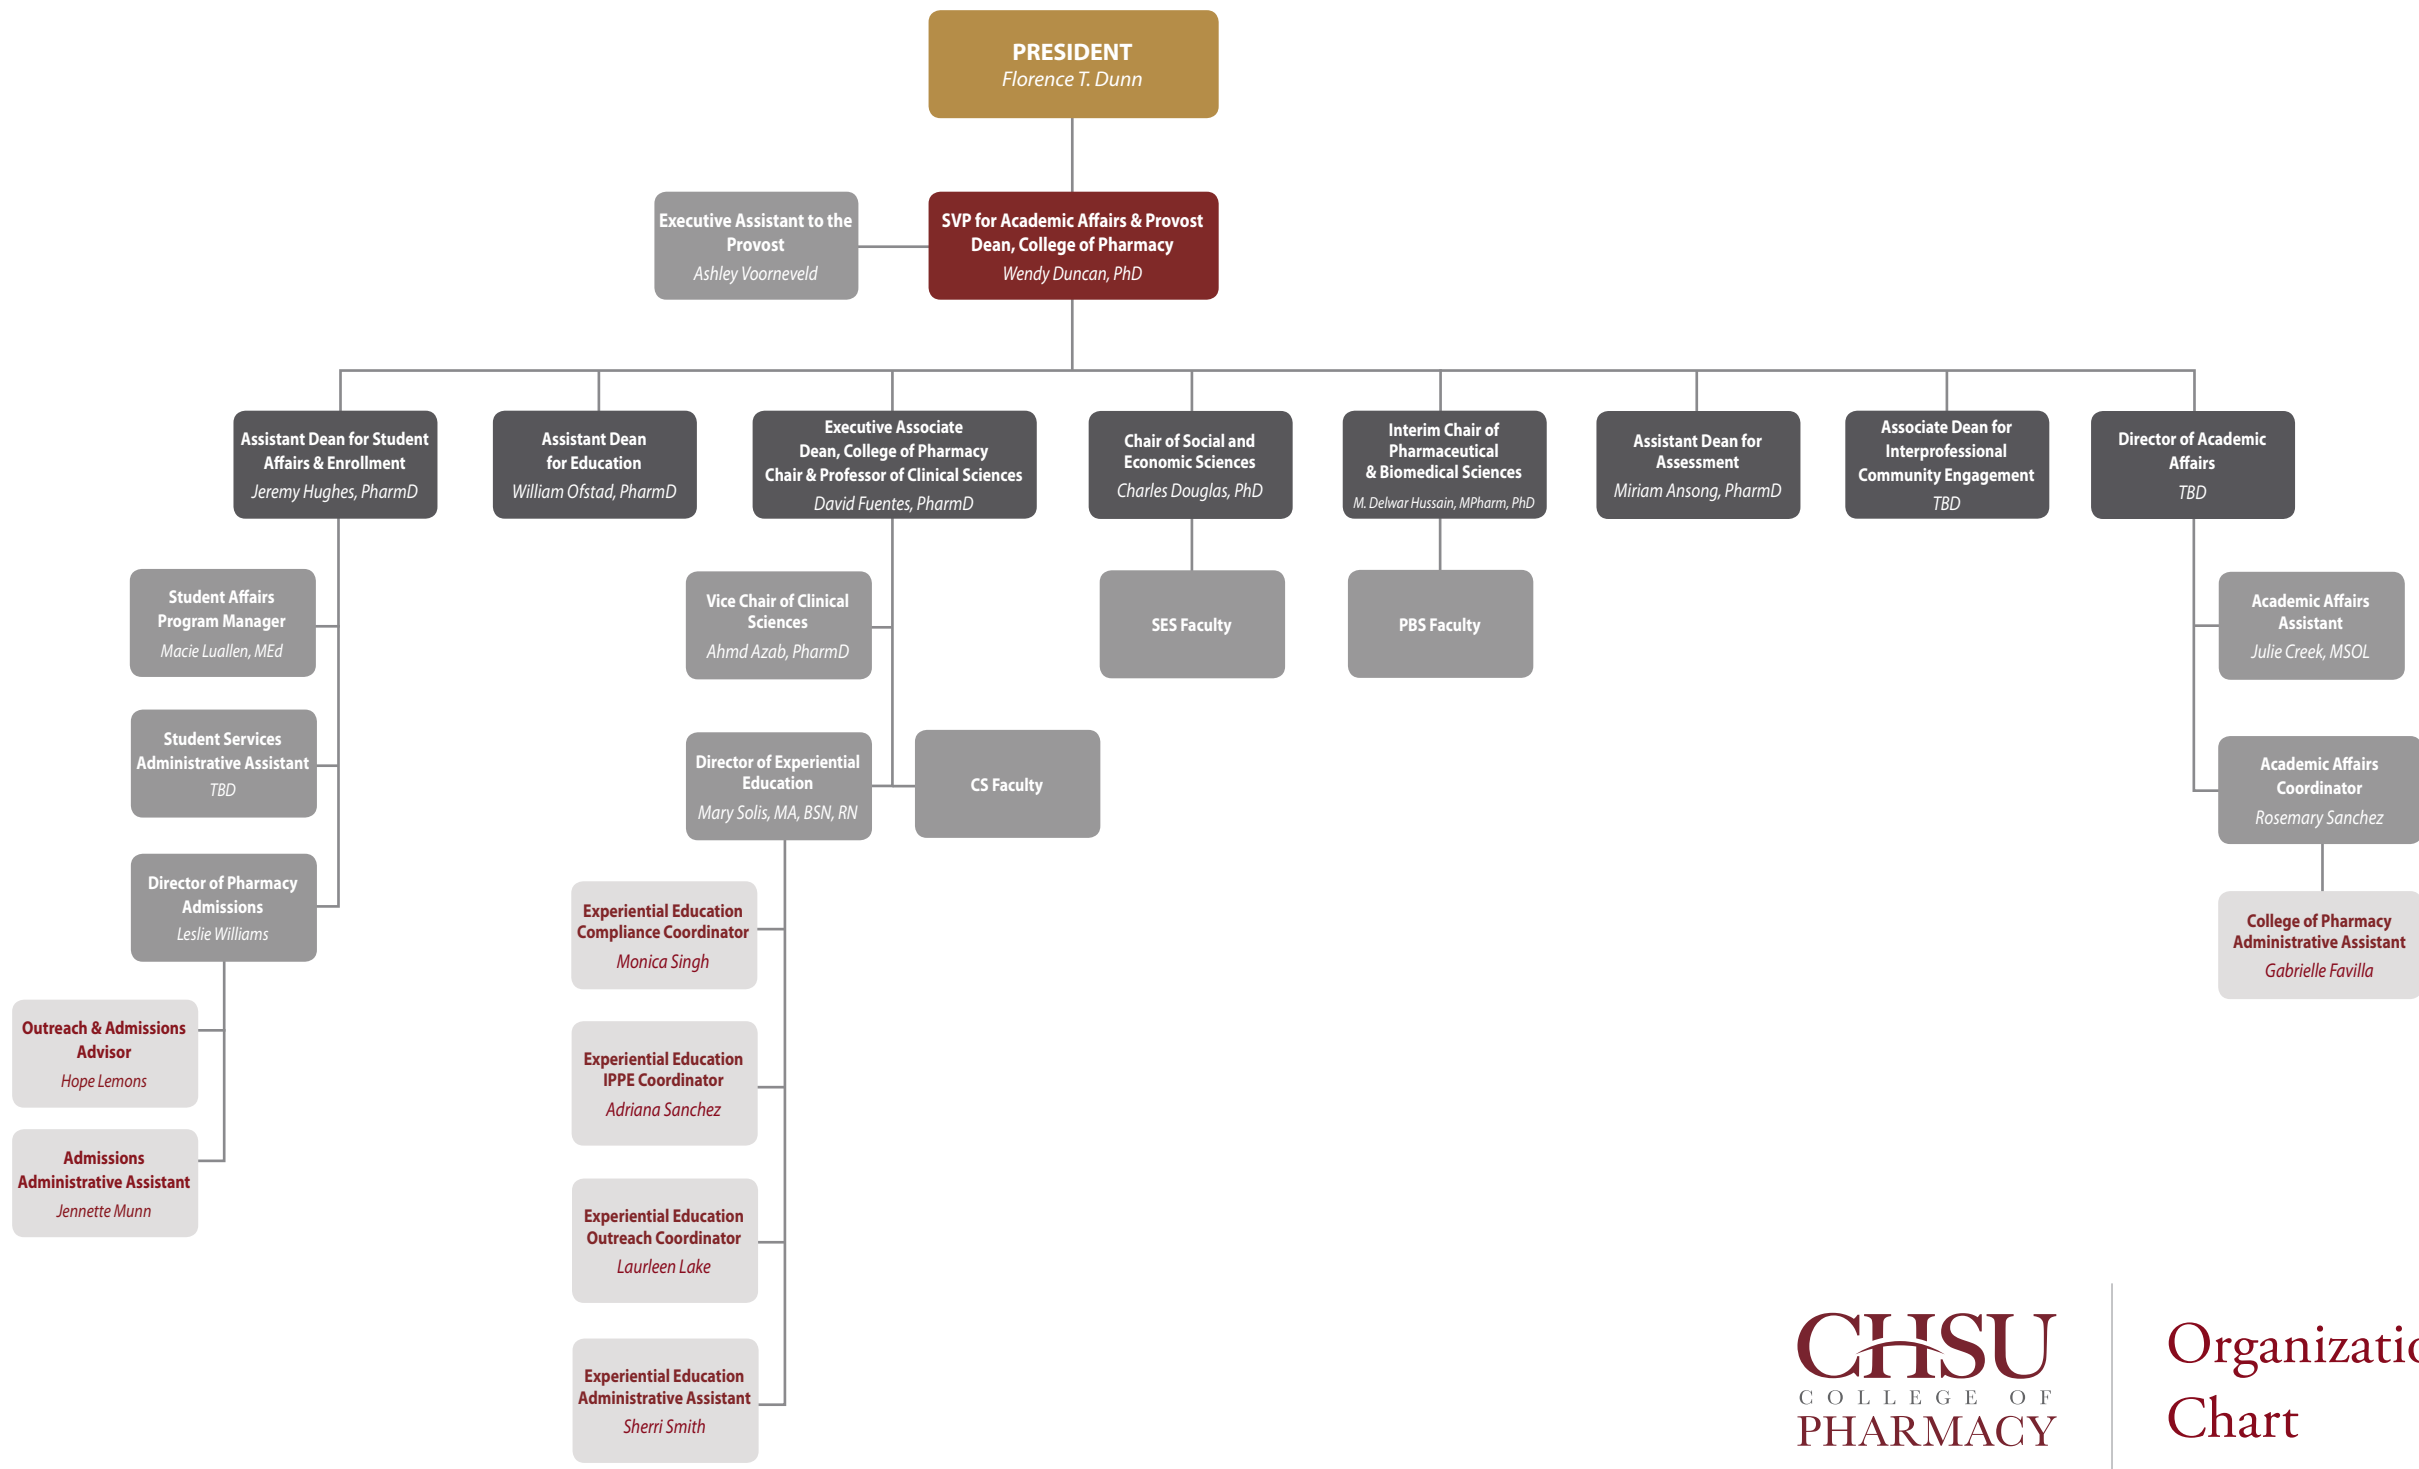 PRESIDENT
Florence T. Dunn
Executive Assistant to the
Provost
Ashley Voorneveld
SVP for Academic Affairs & Provost
Dean, College of Pharmacy
Wendy Duncan, PhD
Assistant Dean for Student
Affairs & Enrollment
Jeremy Hughes, PharmD
Assistant Dean
for Education
William Ofstad, PharmD
Executive Associate
Dean, College of Pharmacy
Chair & Professor of Clinical Sciences
David Fuentes, PharmD
Chair of Social and
Economic Sciences
Charles Douglas, PhD
Interim Chair of
Pharmaceutical
& Biomedical Sciences
M. Delwar Hussain, MPharm, PhD
Assistant Dean for
Assessment
Miriam Ansong, PharmD
Associate Dean for
Interprofessional
Community Engagement
TBD
Director of Academic
Affairs
TBD
Student Affairs
Program Manager
Macie Luallen, MEd
Student Services
Administrative Assistant
TBD
Director of Pharmacy
Admissions
Leslie Williams
Outreach & Admissions
Advisor
Hope Lemons
Admissions
Administrative Assistant
Jennette Munn
Vice Chair of Clinical
Sciences
Ahmd Azab, PharmD
Director of Experiential
Education
Mary Solis, MA, BSN, RN
CS Faculty
Experiential Education
Compliance Coordinator
Monica Singh
Experiential Education
IPPE Coordinator
Adriana Sanchez
Experiential Education
Outreach Coordinator
Laurleen Lake
Experiential Education
Administrative Assistant
Sherri Smith
SES Faculty
PBS Faculty
Academic Affairs
Assistant
Julie Creek, MSOL
Academic Affairs
Coordinator
Rosemary Sanchez
College of Pharmacy
Administrative Assistant
Gabrielle Favilla
CHSU
COLLEGE OF
PHARMACY
Organizatio
Chart